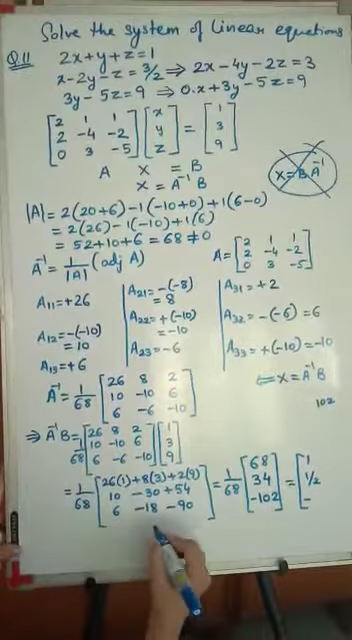 Solve the system of linear equations
Q.11 2x+y+z=1
x-2y-z=3/2 ⇒ 2x-4y-2z=3
3y-5z=9 ⇒ 0.x+3y-5z=9
[2 1 1] [x] = [1]
[2 -4 -2] [y] [3]
[0 3 -5] [z] [9]
A X = B
X = A⁻¹B
X=BA⁻¹
|A| = 2(20+6)-1(-10+0)+1(6-0)
= 2(26)-1(-10)+1(6)
= 52+10+6 = 68≠0
A⁻¹ = 1/|A| (adj A)
A = [2 1 1]
[2 -4 -2]
[0 3 -5]
A11=+26
A12=-(-10)
=10
A13=+6
A21=-(-8)
=8
A22=+(-10)
=-10
A23=-6
A31=+2
A32=-(-6)=6
A33=+(-10)=-10
A⁻¹ = 1/68 [26 8 2]
[10 -10 6]
[6 -6 -10]
⇐ X=A⁻¹B
102
⇒ A⁻¹B = 1/68 [26 8 2] [1]
[10 -10 6] [3]
[6 -6 -10] [9]
= 1/68 [26(1)+8(3)+2(9)] = 1/68 [68] = [1]
[10 -30 +54] [34] [1/2]
[6 -18 -90] [-102] [-]